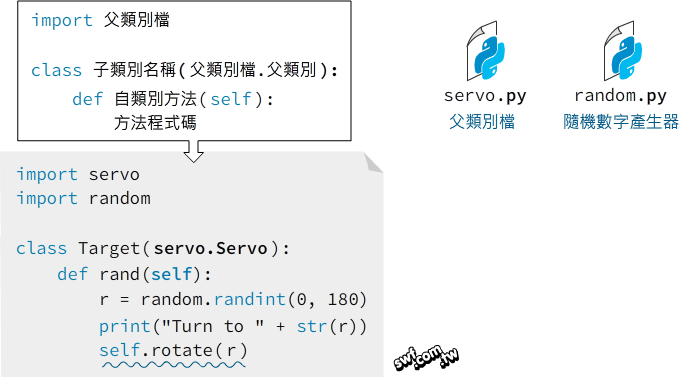 import 父類別檔
class 子類別名稱(父類別檔.父類別):
def 自類別方法(self):
方法程式碼
servo.py
父類別檔
random.py
隨機數字產生器
import servo
import random
class Target(servo.Servo):
def rand(self):
r = random.randint(0, 180)
print("Turn to " + str(r))
self.rotate(r)
swf.com.tw